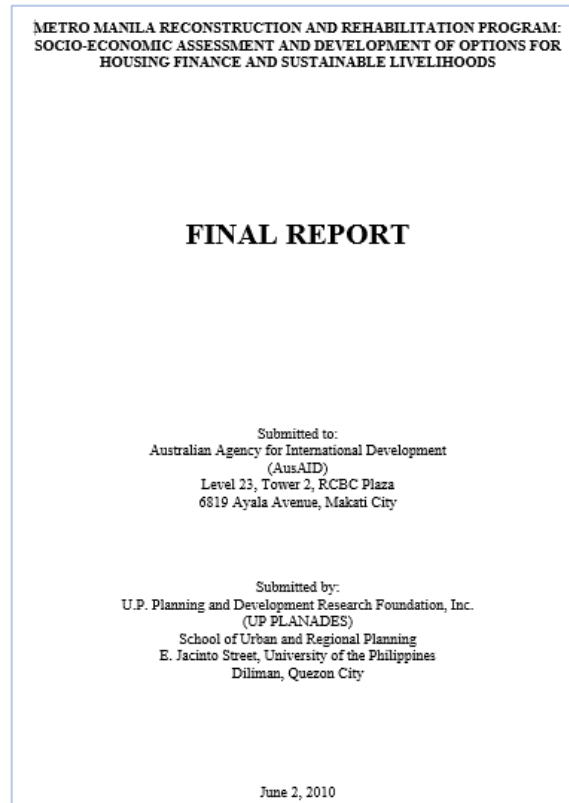 METRO MANILA RECONSTRUCTION AND REHABILITATION PROGRAM:
SOCIO-ECONOMIC ASSESSMENT AND DEVELOPMENT OF OPTIONS FOR
HOUSING FINANCE AND SUSTAINABLE LIVELIHOODS
FINAL REPORT
Submitted to:
Australian Agency for International Development
(AusAID)
Level 23, Tower 2, RCBC Plaza
6819 Ayala Avenue, Makati City
Submitted by:
U.P. Planning and Development Research Foundation, Inc.
(UP PLANADES)
School of Urban and Regional Planning
E. Jacinto Street, University of the Philippines
Diliman, Quezon City
June 2, 2010